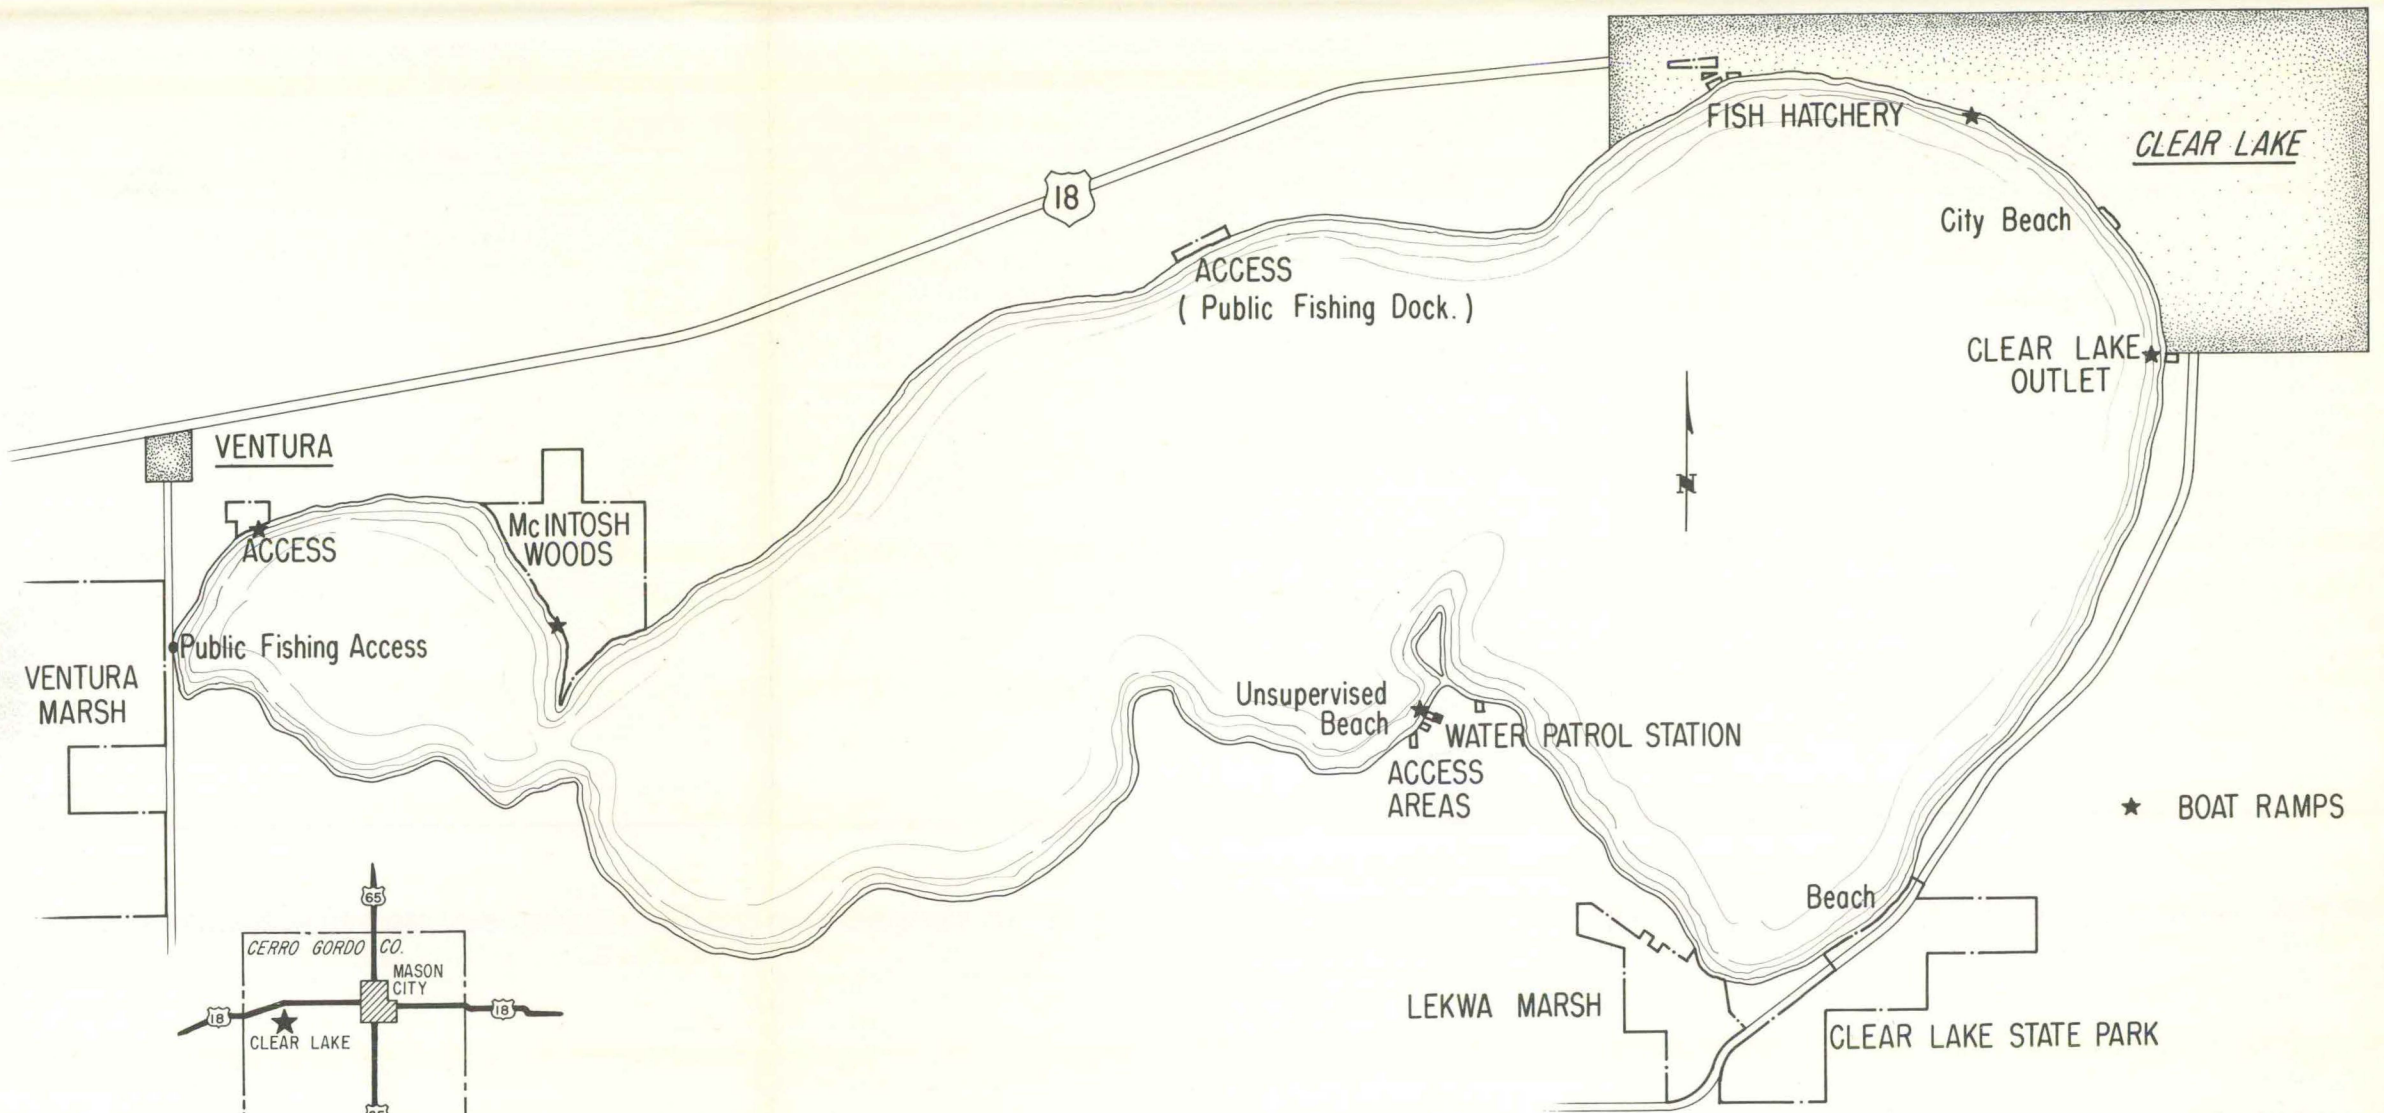 FISH HATCHERY
CLEAR LAKE
18
City Beach
ACCESS
( Public Fishing Dock. )
CLEAR LAKE
OUTLET
VENTURA
N
McINTOSH
WOODS
ACCESS
Public Fishing Access
VENTURA
MARSH
Unsupervised
Beach
WATER PATROL STATION
ACCESS
AREAS
★ BOAT RAMPS
Beach
LEKWA MARSH
CLEAR LAKE STATE PARK
65
CERRO GORDO CO.
MASON
CITY
18
18
CLEAR LAKE
65